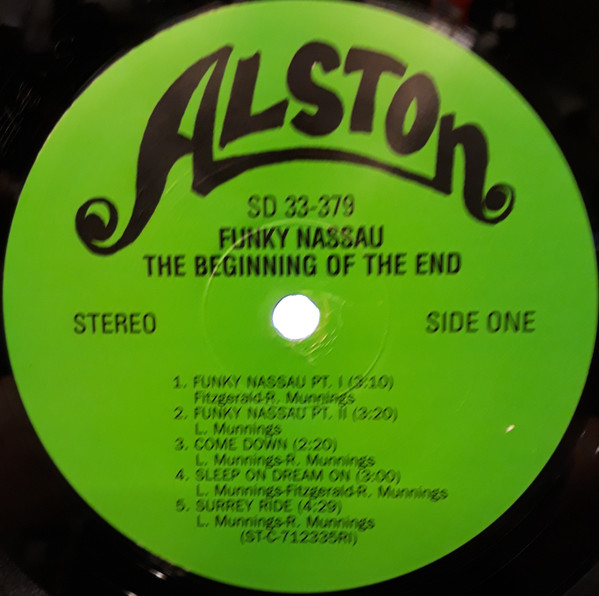 ALSTON
SD 33-379
FUNKY NASSAU
THE BEGINNING OF THE END
STEREO
SIDE ONE
1. FUNKY NASSAU PT. I (3:10)
Fitzgerald-R. Munnings
2. FUNKY NASSAU PT. II (3:20)
L. Munnings
3. COME DOWN (2:20)
L. Munnings-R. Munnings
4. SLEEP ON DREAM ON (3:00)
L. Munnings-Fitzgerald-R. Munnings
5. SURREY RIDE (4:29)
L. Munnings-R. Munnings
(ST-C-712335RI)